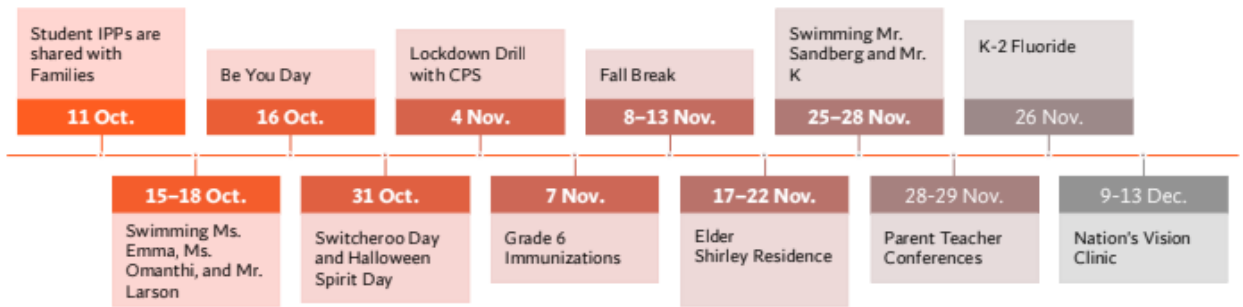 Student IPPs are
shared with
Families
11 Oct.
15–18 Oct.
Swimming Ms.
Emma, Ms.
Omanthi, and Mr.
Larson
Be You Day
16 Oct.
31 Oct.
Switcheroo Day
and Halloween
Spirit Day
Lockdown Drill
with CPS
4 Nov.
7 Nov.
Grade 6
Immunizations
Fall Break
8–13 Nov.
17–22 Nov.
Elder
Shirley Residence
Swimming Mr.
Sandberg and Mr.
K
25–28 Nov.
28-29 Nov.
Parent Teacher
Conferences
K-2 Fluoride
26 Nov.
9-13 Dec.
Nation's Vision
Clinic